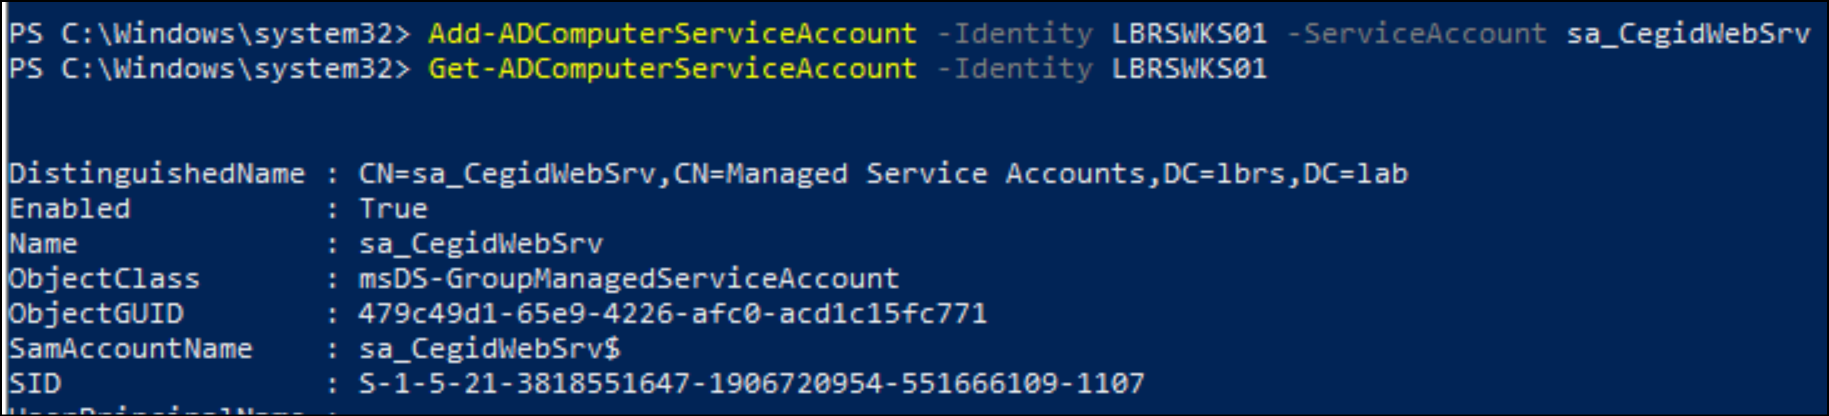 PS C:\Windows\system32> Add-ADComputerServiceAccount -Identity LBRSWKS01 -ServiceAccount sa_CegidWebSrv
PS C:\Windows\system32> Get-ADComputerServiceAccount -Identity LBRSWKS01
DistinguishedName : CN=sa_CegidWebSrv,CN=Managed Service Accounts,DC=lbrs,DC=lab
Enabled : True
Name : sa_CegidWebSrv
ObjectClass : msDS-GroupManagedServiceAccount
ObjectGUID : 479c49d1-65e9-4226-afc0-acd1c15fc771
SamAccountName : sa_CegidWebSrv$
SID : S-1-5-21-3818551647-1906720954-551666109-1107
UserPrincipalName :